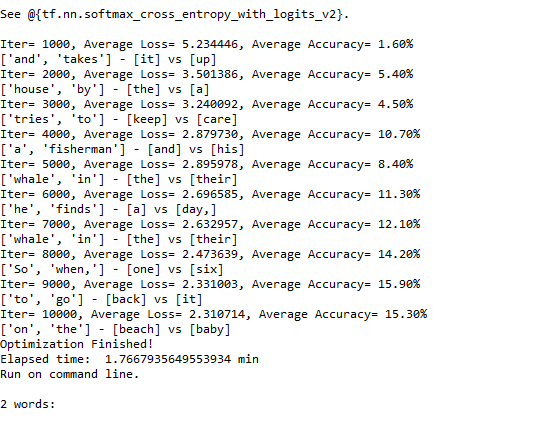 See @{tf.nn.softmax_cross_entropy_with_logits_v2}.
Iter= 1000, Average Loss= 5.234446, Average Accuracy= 1.60%
['and', 'takes'] - [it] vs [up]
Iter= 2000, Average Loss= 3.501386, Average Accuracy= 5.40%
['house', 'by'] - [the] vs [a]
Iter= 3000, Average Loss= 3.240092, Average Accuracy= 4.50%
['tries', 'to'] - [keep] vs [care]
Iter= 4000, Average Loss= 2.879730, Average Accuracy= 10.70%
['a', 'fisherman'] - [and] vs [his]
Iter= 5000, Average Loss= 2.895978, Average Accuracy= 8.40%
['whale', 'in'] - [the] vs [their]
Iter= 6000, Average Loss= 2.696585, Average Accuracy= 11.30%
['he', 'finds'] - [a] vs [day,]
Iter= 7000, Average Loss= 2.632957, Average Accuracy= 12.10%
['whale', 'in'] - [the] vs [their]
Iter= 8000, Average Loss= 2.473639, Average Accuracy= 14.20%
['So', 'when,'] - [one] vs [six]
Iter= 9000, Average Loss= 2.331003, Average Accuracy= 15.90%
['to', 'go'] - [back] vs [it]
Iter= 10000, Average Loss= 2.310714, Average Accuracy= 15.30%
['on', 'the'] - [beach] vs [baby]
Optimization Finished!
Elapsed time:  1.7667935649553934 min
Run on command line.
2 words: